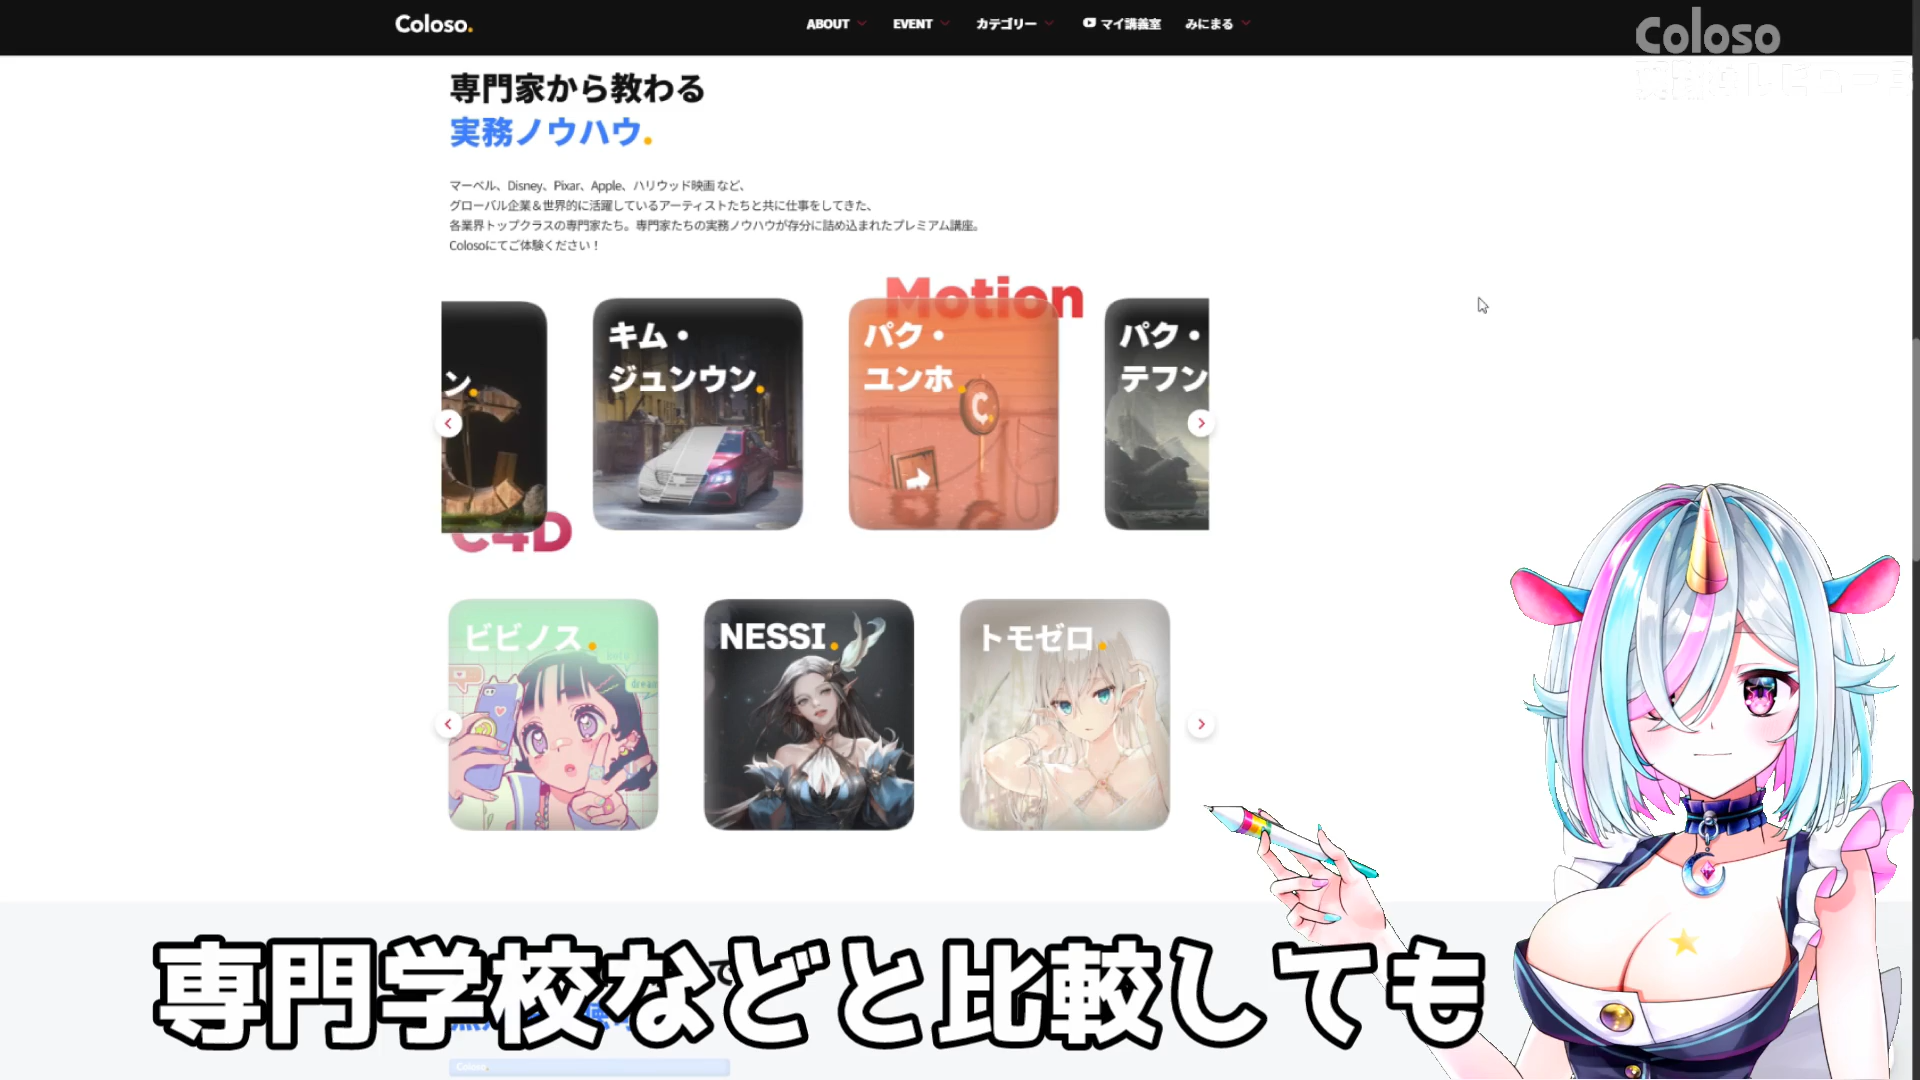 Coloso.
ABOUT
EVENT
カテゴリー
マイ講義室
みにまる
Coloso
専門家から教わる
実務ノウハウ.
マーベル、Disney、Pixar、Apple、ハリウッド映画 など、
グローバル企業＆世界的に活躍しているアーティストたちと共に仕事をしてきた、
各業界トップクラスの専門家たち。専門家たちの実務ノウハウが存分に詰め込まれたプレミアム講座。
Colosoにてご体験ください！
Motion
ン.
キム・
ジュンウン.
パク・
ユンホ.
C.
パク・
テフン
C4D
ビビノス.
NESSI.
トモゼロ.
専門学校などと比較しても
Coloso.